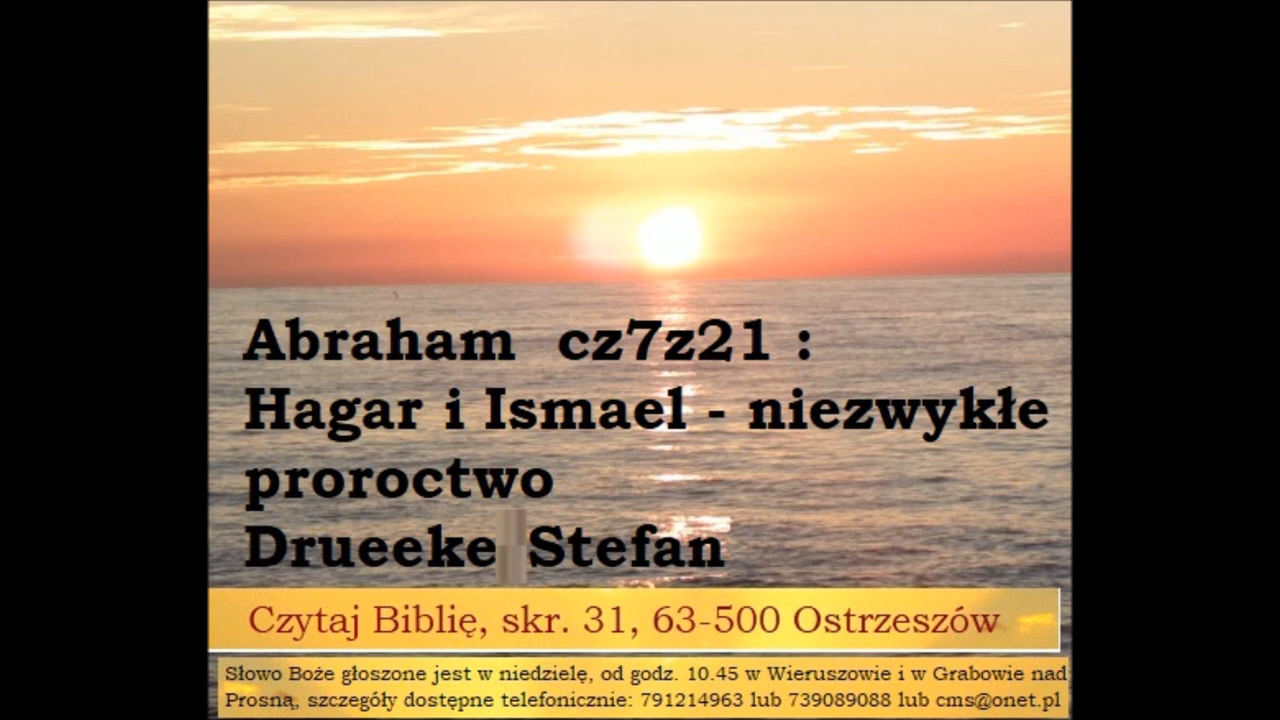 Abraham cz7z21 :
Hagar i Ismael - niezwykłe
proroctwo
Drueeke Stefan
Czytaj Biblię, skr. 31, 63-500 Ostrzeszów
Słowo Boże głoszone jest w niedzielę, od godz. 10.45 w Wieruszowie i w Grabowie nad
Prosną, szczegóły dostępne telefonicznie: 791214963 lub 739089088 lub cms@onet.pl